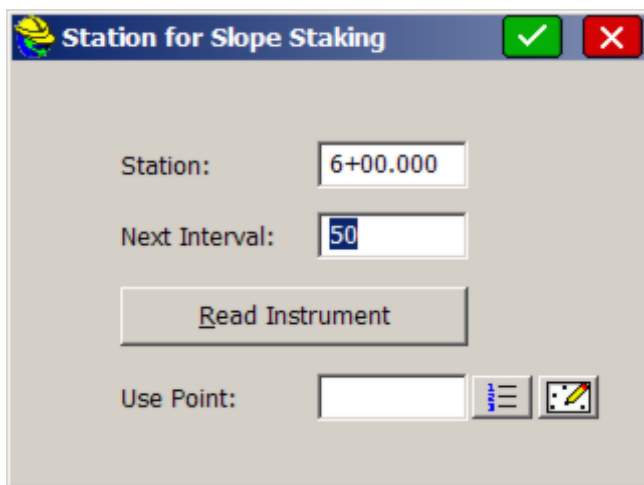 Station for Slope Staking
Station: 6+00.000
Next Interval: 50
Read Instrument
Use Point: